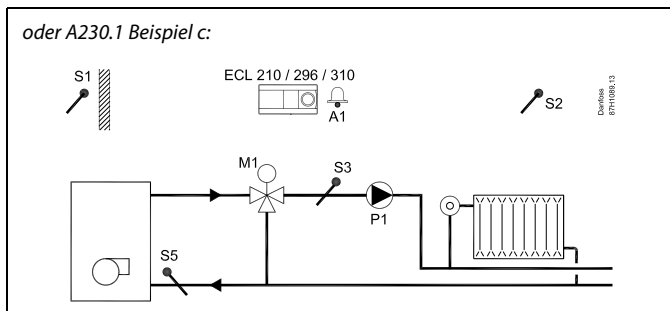 oder A230.1 Beispiel c:
S1
ECL 210 / 296 / 310
A1
S2
Danfoss
87H1089.13
M1
S3
P1
S5